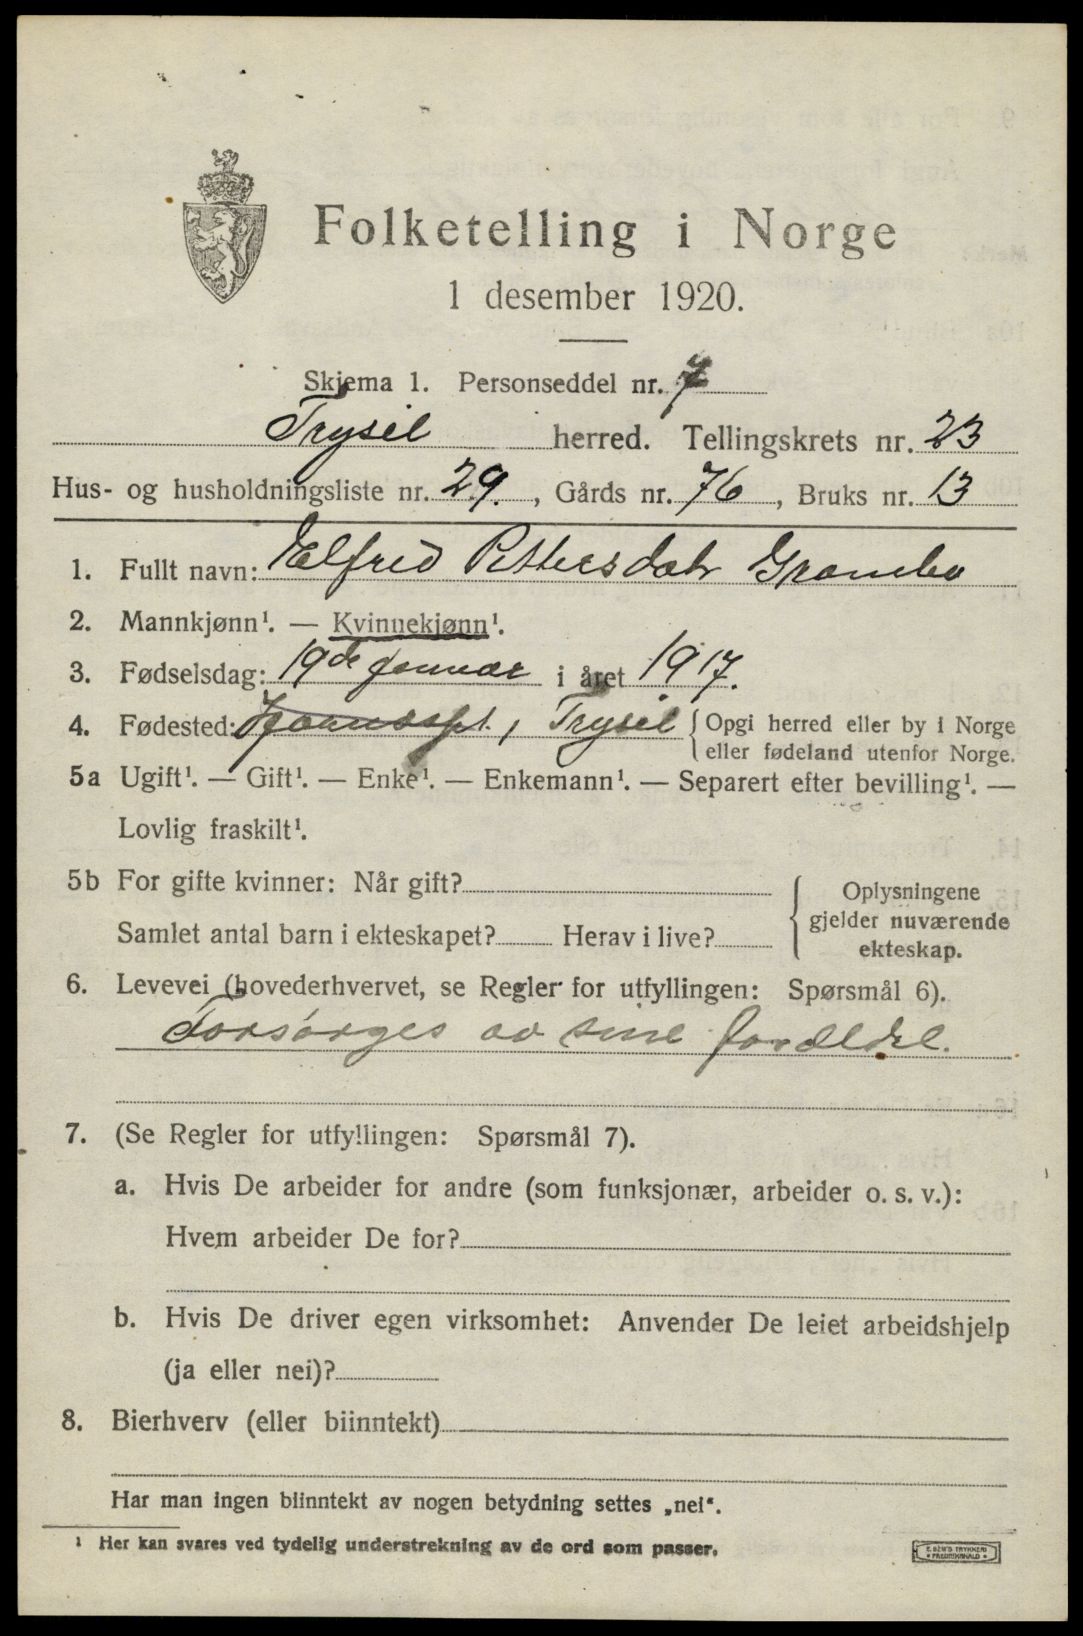 Folketelling i Norge
1 desember 1920.
Skjema 1. Personseddel nr. 7
Trysil herred. Tellingskrets nr. 23
Hus- og husholdningsliste nr. 29. , Gårds nr. 76 , Bruks nr. 13
1. Fullt navn: Elfrid Pettersdatr
2. Mannkjønn¹. — Kvinnekjønn¹.
3. Fødselsdag: 19de januar i året 1917.
4. Fødested: , Trysil { Opgi herred eller by i Norge
eller fødeland utenfor Norge.
5a Ugift¹. — Gift¹. — Enke¹. — Enkemann¹. — Separert efter bevilling¹. —
Lovlig fraskilt¹.
5b For gifte kvinner: Når gift?
Samlet antal barn i ekteskapet? Herav i live?
{ Oplysningene
gjelder nuværende
ekteskap.
6. Levevei (hovederhvervet, se Regler for utfyllingen: Spørsmål 6).
Forsørges av sine forældre.
7. (Se Regler for utfyllingen: Spørsmål 7).
a. Hvis De arbeider for andre (som funksjonær, arbeider o. s. v.):
Hvem arbeider De for?
b. Hvis De driver egen virksomhet: Anvender De leiet arbeidshjelp
(ja eller nei)?
8. Bierhverv (eller biinntekt)
Har man ingen biinntekt av nogen betydning settes „nei“.
¹ Her kan svares ved tydelig understrekning av de ord som passer.